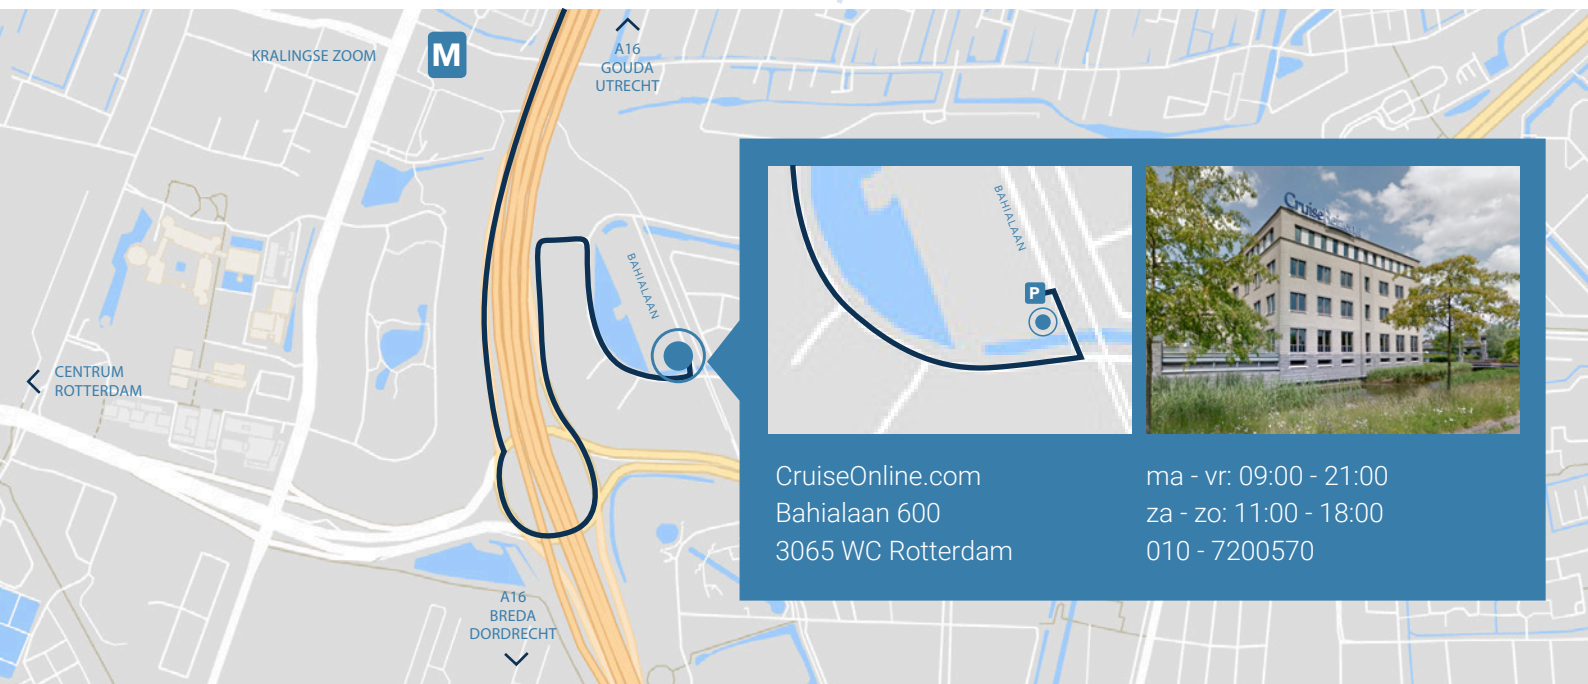 KRALINGSE ZOOM
M
A16
GOUDA
UTRECHT
BAHIALAAN
CENTRUM
ROTTERDAM
A16
BREDA
DORDRECHT
BAHIALAAN
P
Cruise
CruiseOnline.com
Bahialaan 600
3065 WC Rotterdam
ma - vr: 09:00 - 21:00
za - zo: 11:00 - 18:00
010 - 7200570